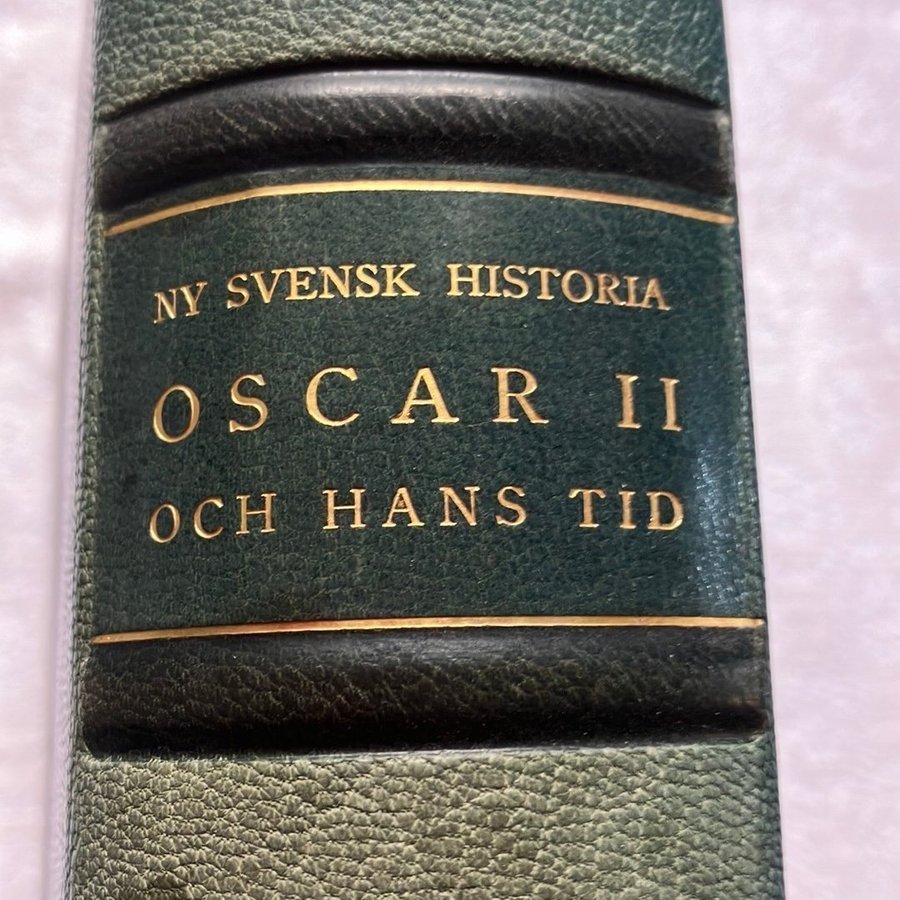 NY SVENSK HISTORIA
OSCAR II
OCH HANS TID